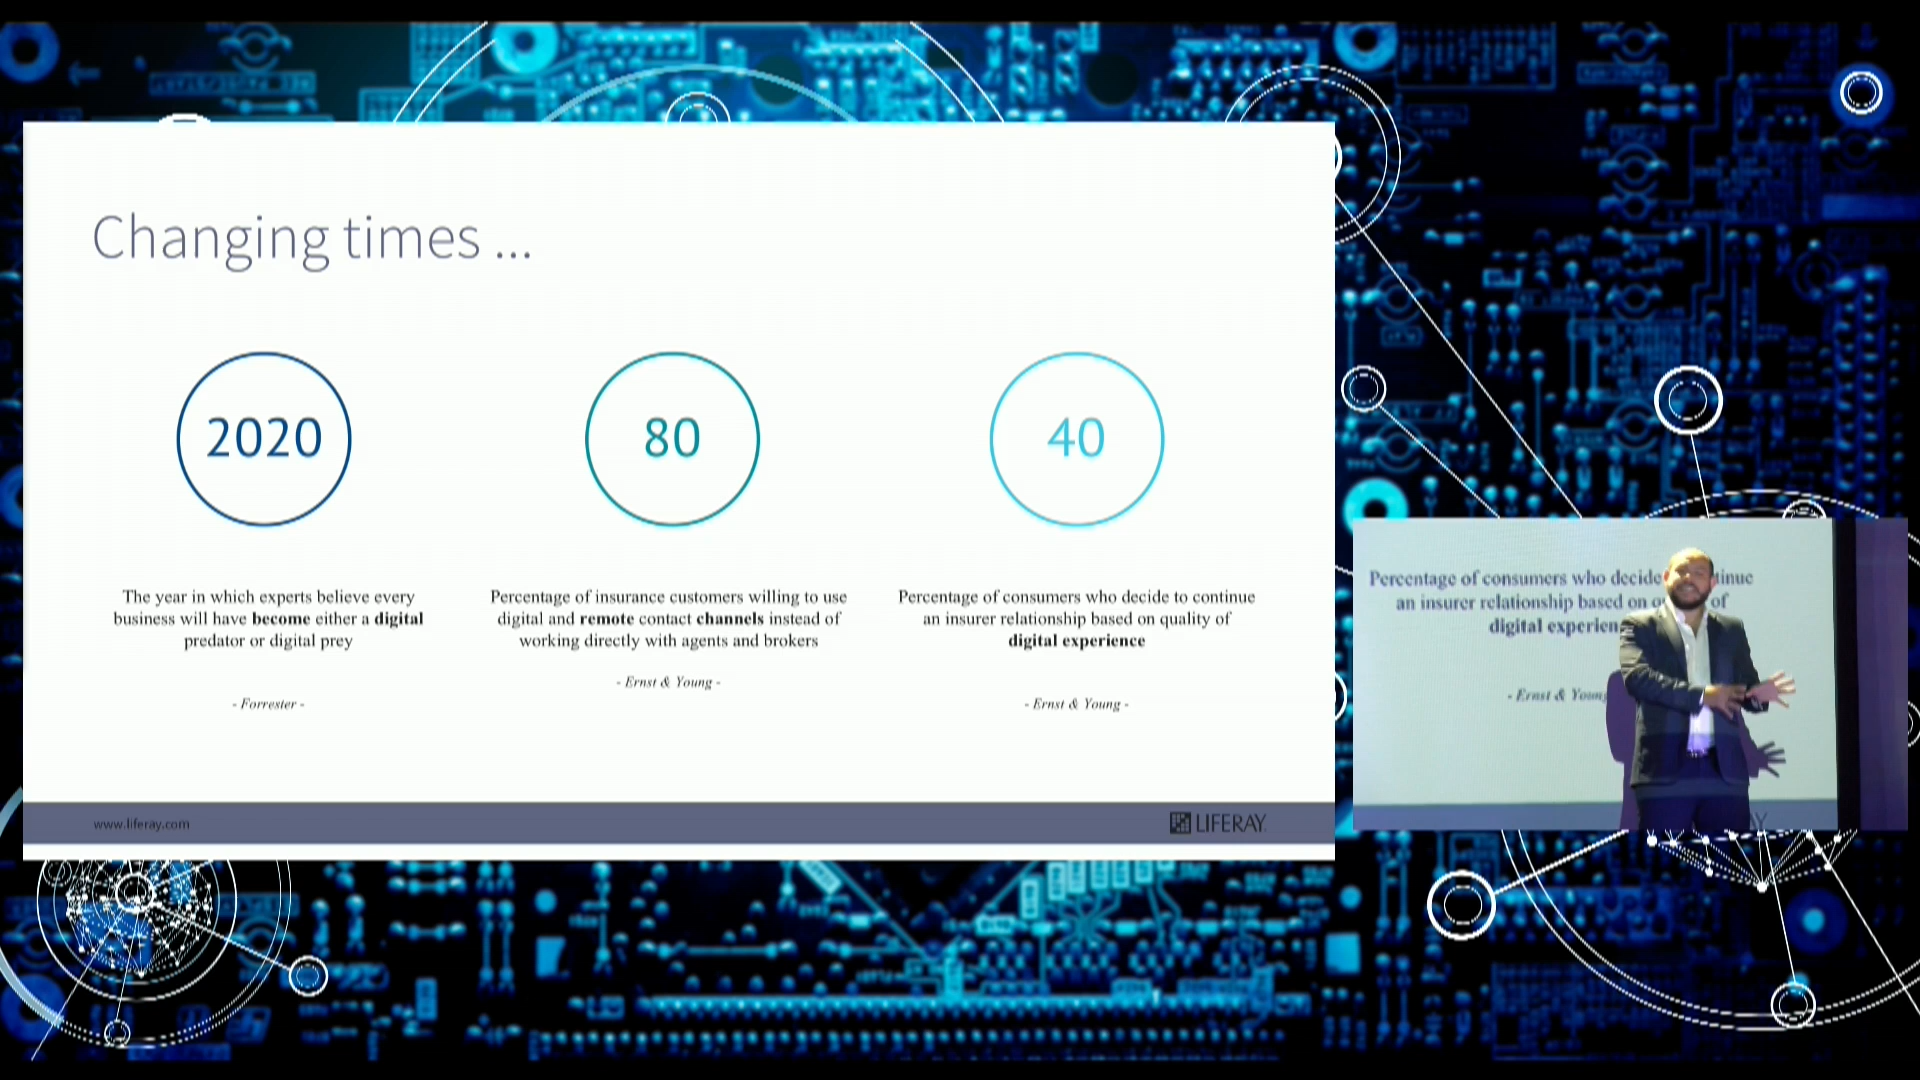 Changing times ...
2020
The year in which experts believe every
business will have become either a digital
predator or digital prey
- Forrester -
80
Percentage of insurance customers willing to use
digital and remote contact channels instead of
working directly with agents and brokers
- Ernst & Young -
40
Percentage of consumers who decide to continue
an insurer relationship based on quality of
digital experience
- Ernst & Young -
www.liferay.com
LIFERAY.
Percentage of consumers who decide tinue
an insurer relationship based on of
digital experien
- Ernst & Young